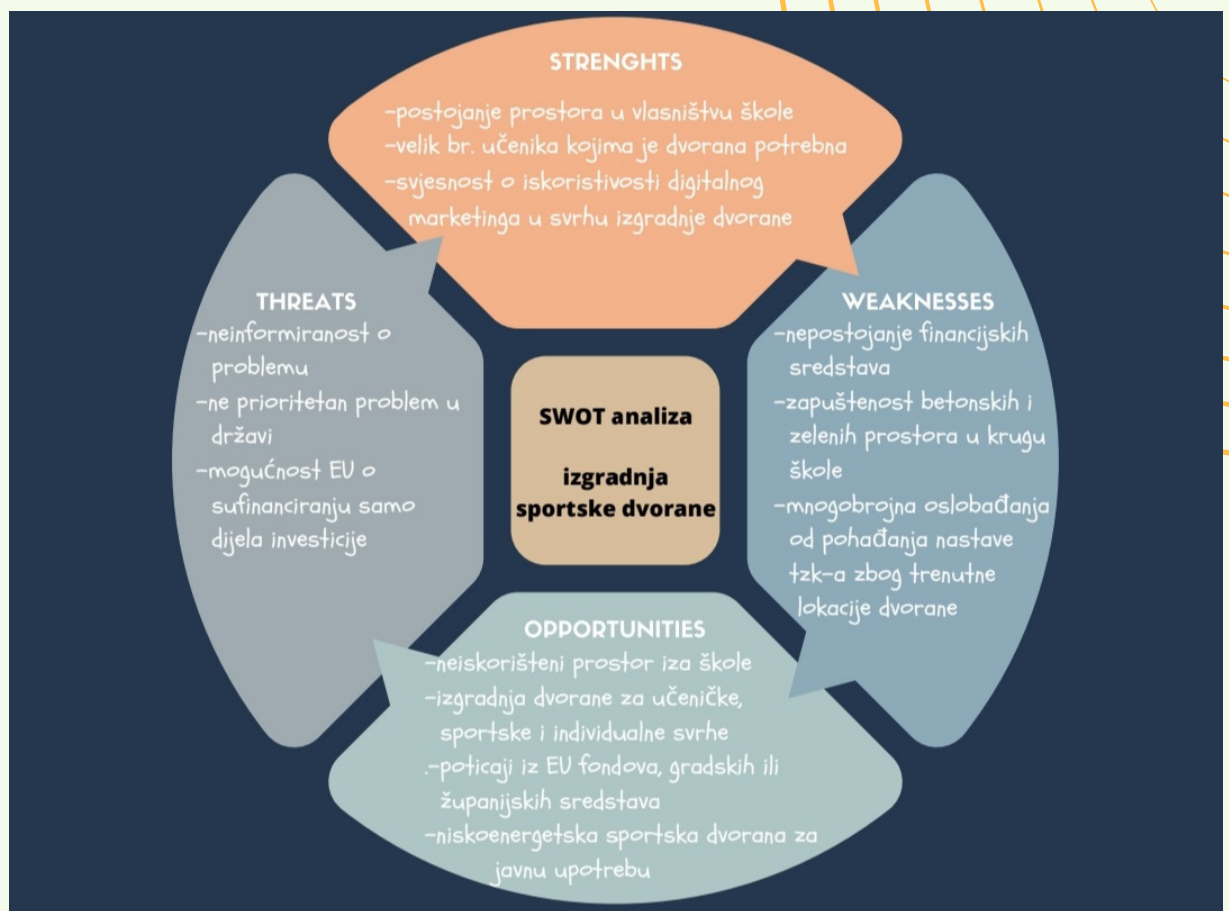 STRENGHTS
-postojanje prostora u vlasništvu škole
-velik br. učenika kojima je dvorana potrebna
-svjesnost o iskoristivosti digitalnog
marketinga u svrhu izgradnje dvorane
THREATS
-neinformiranost o
problemu
-ne prioritetan problem u
državi
-mogućnost EU o
sufinanciranju samo
dijela investicije
WEAKNESSES
-nepostojanje financijskih
sredstava
-zapuštenost betonskih i
zelenih prostora u krugu
škole
-mnogobrojna oslobađanja
od pohađanja nastave
tzk-a zbog trenutne
lokacije dvorane
SWOT analiza
izgradnja
sportske dvorane
OPPORTUNITIES
-neiskorišteni prostor iza škole
-izgradnja dvorane za učeničke,
sportske i individualne svrhe
.-poticaji iz EU fondova, gradskih ili
županijskih sredstava
-niskoenergetska sportska dvorana za
javnu upotrebu